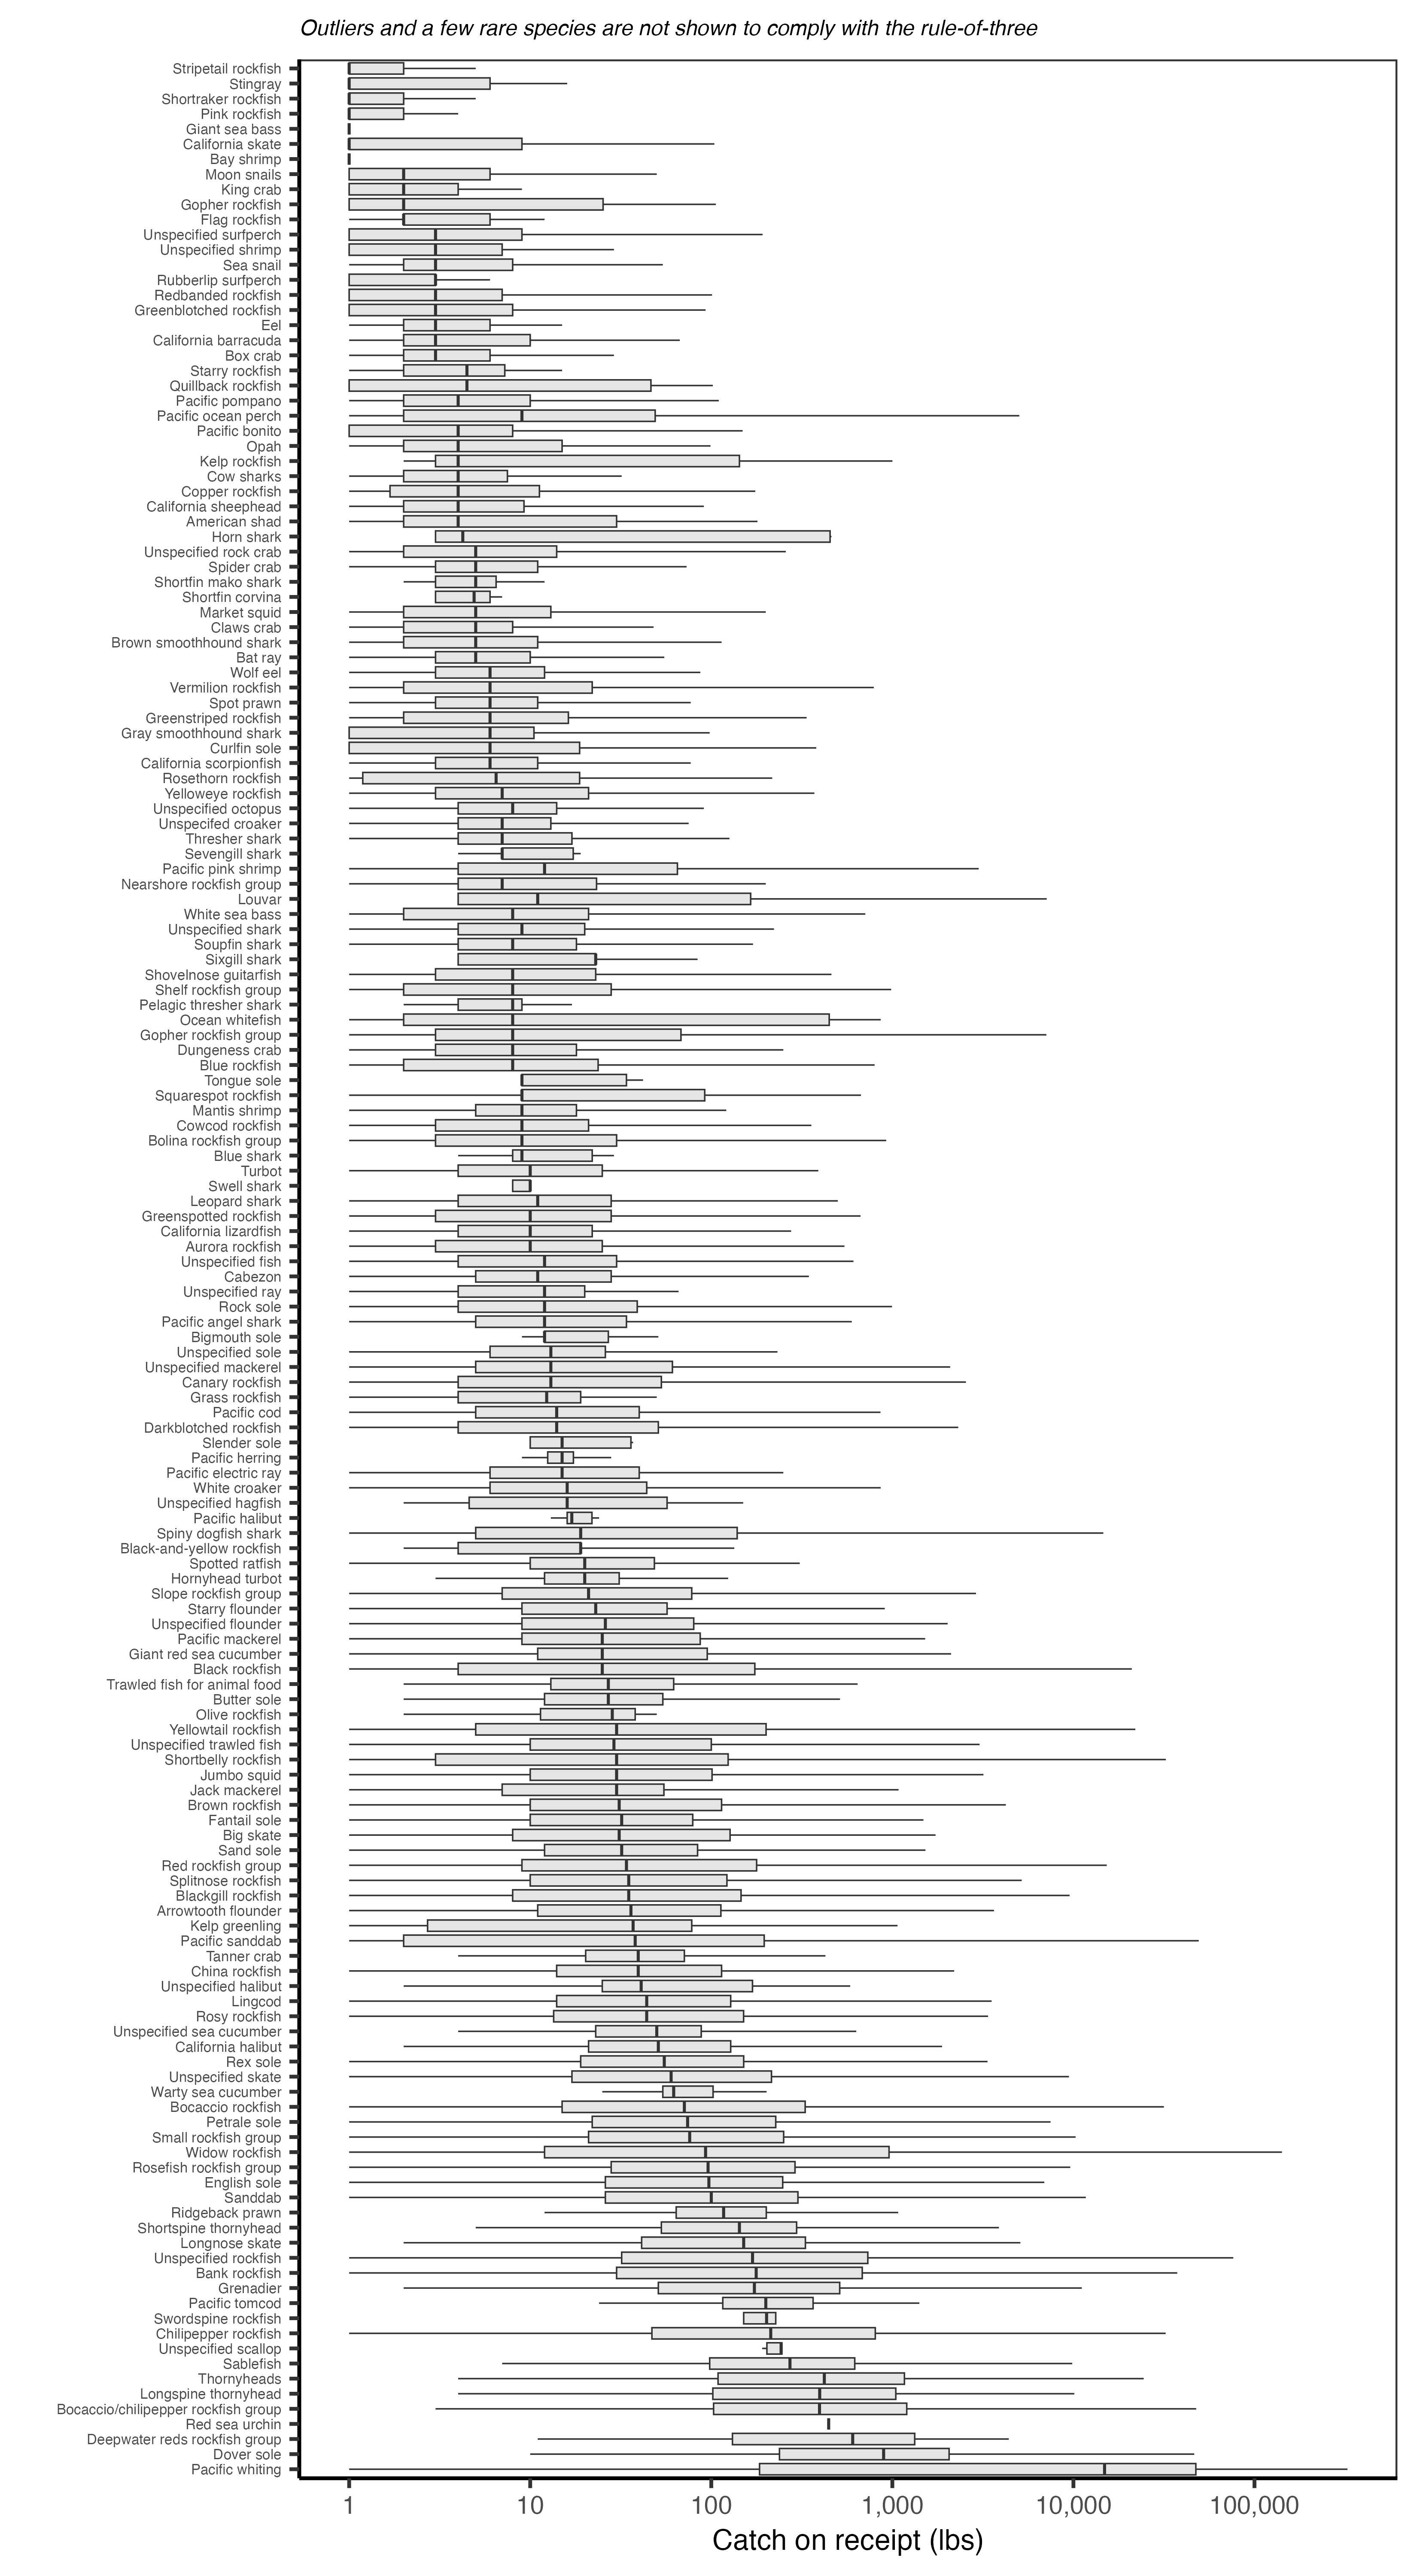 Outliers and a few rare species are not shown to comply with the rule-of-three
Stripetail rockfish
Stingray
Shortraker rockfish
Pink rockfish
Giant sea bass
California skate
Bay shrimp
Moon snails
King crab
Gopher rockfish
Flag rockfish
Unspecified surfperch
Unspecified shrimp
Sea snail
Rubberlip surfperch
Redbanded rockfish
Greenblotched rockfish
Eel
California barracuda
Box crab
Starry rockfish
Quillback rockfish
Pacific pompano
Pacific ocean perch
Pacific bonito
Opah
Kelp rockfish
Cow sharks
Copper rockfish
California sheephead
American shad
Horn shark
Unspecified rock crab
Spider crab
Shortfin mako shark
Shortfin corvina
Market squid
Claws crab
Brown smoothhound shark
Bat ray
Wolf eel
Vermilion rockfish
Spot prawn
Greenstriped rockfish
Gray smoothhound shark
Curlfin sole
California scorpionfish
Rosethorn rockfish
Yelloweye rockfish
Unspecified octopus
Unspecifed croaker
Thresher shark
Sevengill shark
Pacific pink shrimp
Nearshore rockfish group
Louvar
White sea bass
Unspecified shark
Soupfin shark
Sixgill shark
Shovelnose guitarfish
Shelf rockfish group
Pelagic thresher shark
Ocean whitefish
Gopher rockfish group
Dungeness crab
Blue rockfish
Tongue sole
Squarespot rockfish
Mantis shrimp
Cowcod rockfish
Bolina rockfish group
Blue shark
Turbot
Swell shark
Leopard shark
Greenspotted rockfish
California lizardfish
Aurora rockfish
Unspecified fish
Cabezon
Unspecified ray
Rock sole
Pacific angel shark
Bigmouth sole
Unspecified sole
Unspecified mackerel
Canary rockfish
Grass rockfish
Pacific cod
Darkblotched rockfish
Slender sole
Pacific herring
Pacific electric ray
White croaker
Unspecified hagfish
Pacific halibut
Spiny dogfish shark
Black-and-yellow rockfish
Spotted ratfish
Hornyhead turbot
Slope rockfish group
Starry flounder
Unspecified flounder
Pacific mackerel
Giant red sea cucumber
Black rockfish
Trawled fish for animal food
Butter sole
Olive rockfish
Yellowtail rockfish
Unspecified trawled fish
Shortbelly rockfish
Jumbo squid
Jack mackerel
Brown rockfish
Fantail sole
Big skate
Sand sole
Red rockfish group
Splitnose rockfish
Blackgill rockfish
Arrowtooth flounder
Kelp greenling
Pacific sanddab
Tanner crab
China rockfish
Unspecified halibut
Lingcod
Rosy rockfish
Unspecified sea cucumber
California halibut
Rex sole
Unspecified skate
Warty sea cucumber
Bocaccio rockfish
Petrale sole
Small rockfish group
Widow rockfish
Rosefish rockfish group
English sole
Sanddab
Ridgeback prawn
Shortspine thornyhead
Longnose skate
Unspecified rockfish
Bank rockfish
Grenadier
Pacific tomcod
Swordspine rockfish
Chilipepper rockfish
Unspecified scallop
Sablefish
Thornyheads
Longspine thornyhead
Bocaccio/chilipepper rockfish group
Red sea urchin
Deepwater reds rockfish group
Dover sole
Pacific whiting
1 10 100 1,000 10,000 100,000
Catch on receipt (lbs)